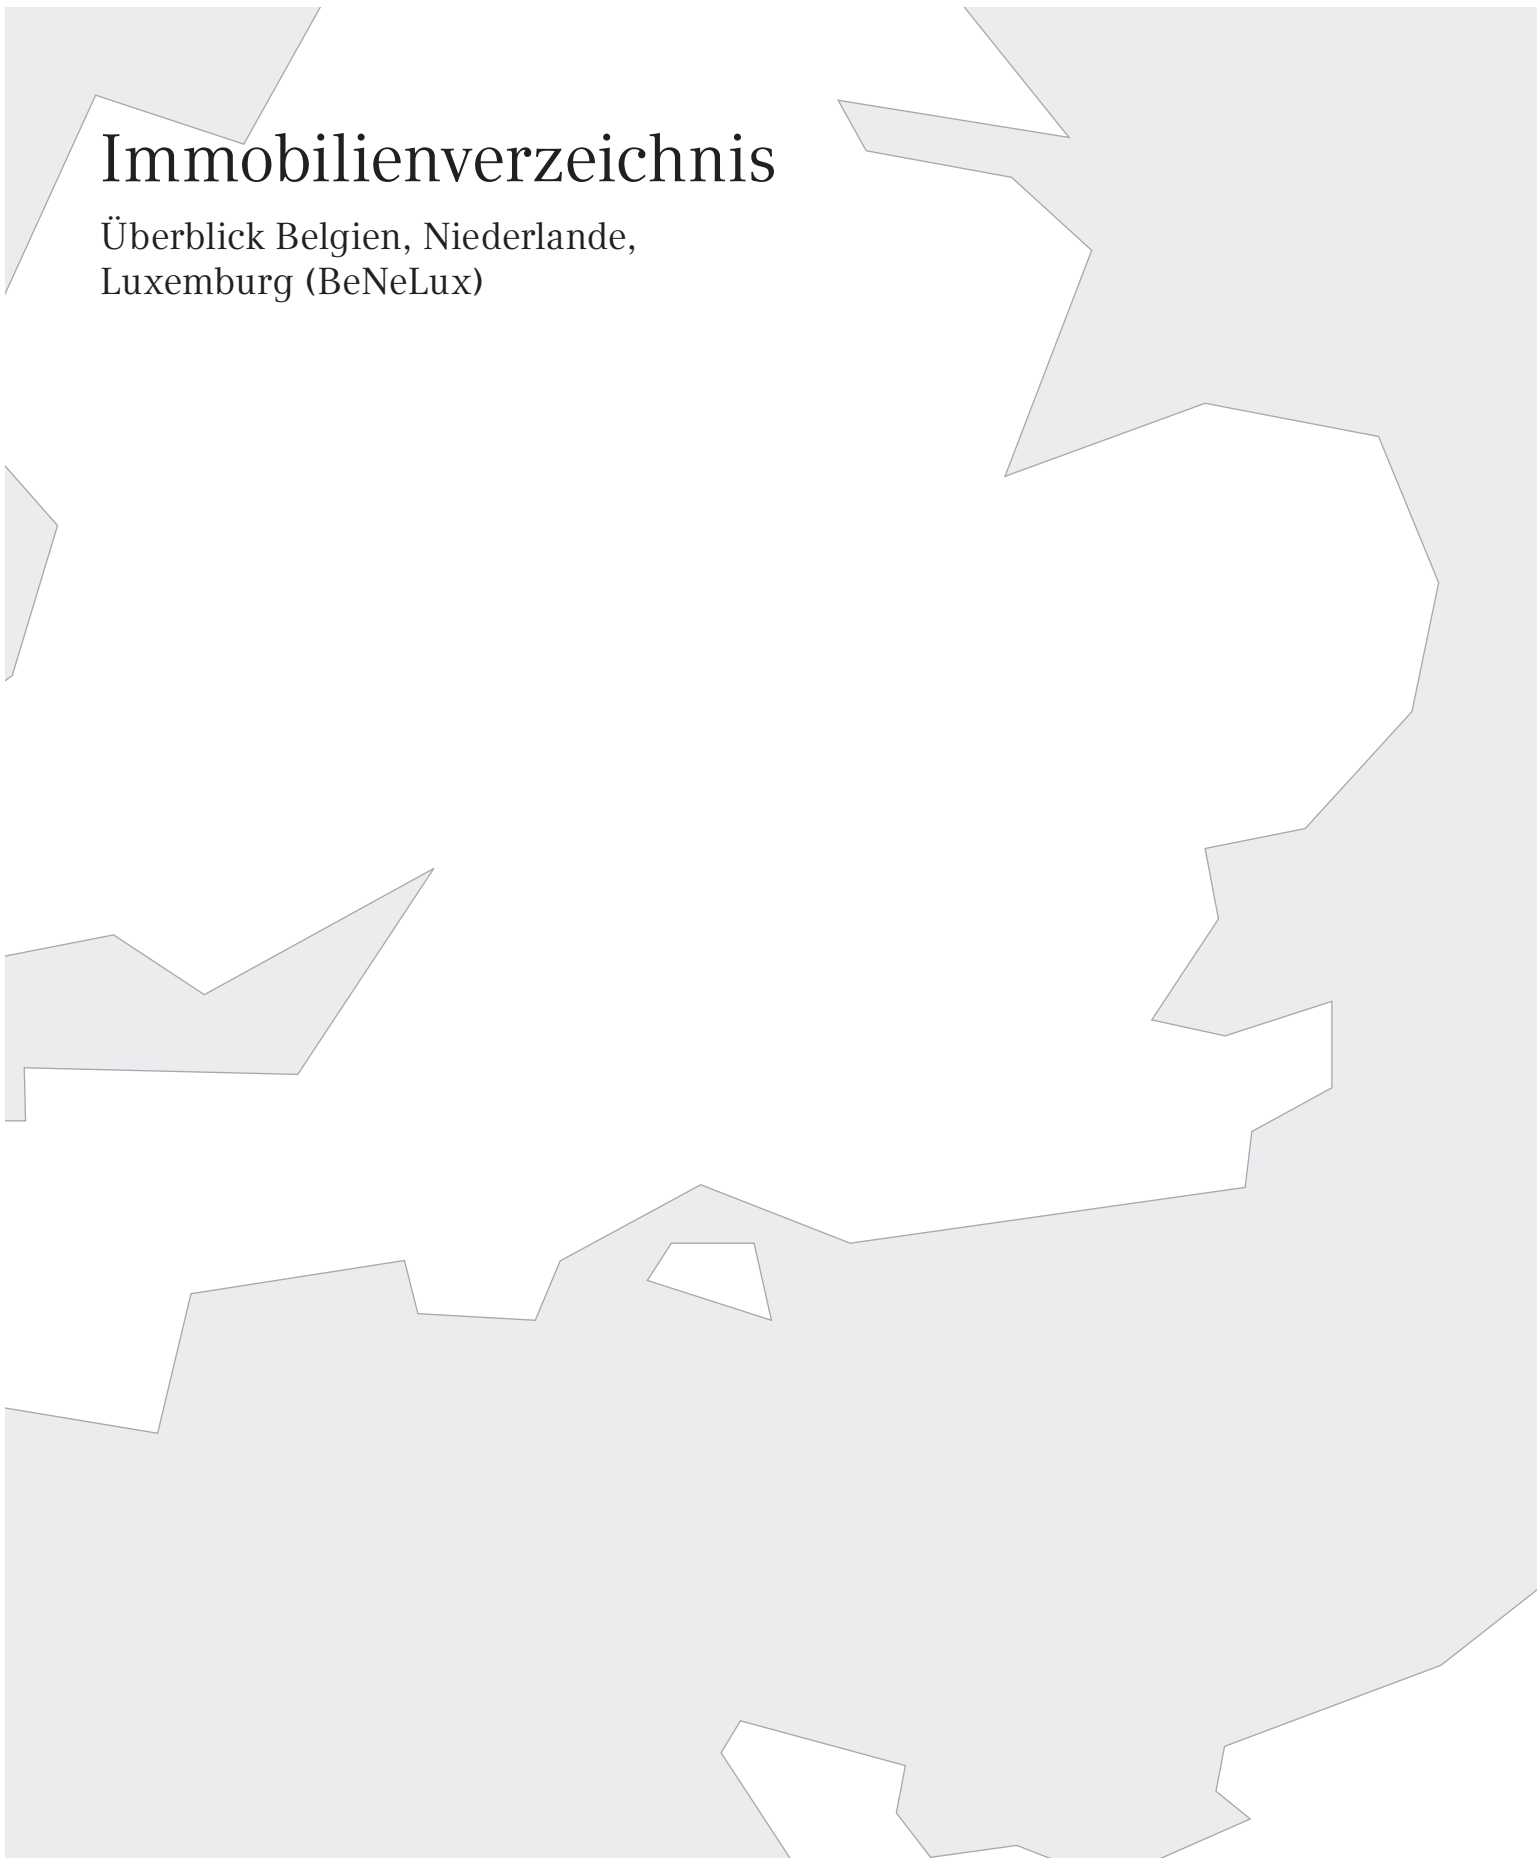 Immobilienverzeichnis
Überblick Belgien, Niederlande,
Luxemburg (BeNeLux)